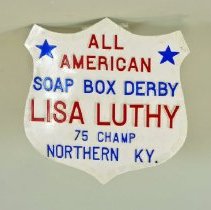 ALL
AMERICAN
SOAP BOX DERBY
LISA LUTHY
75 CHAMP
NORTHERN KY.